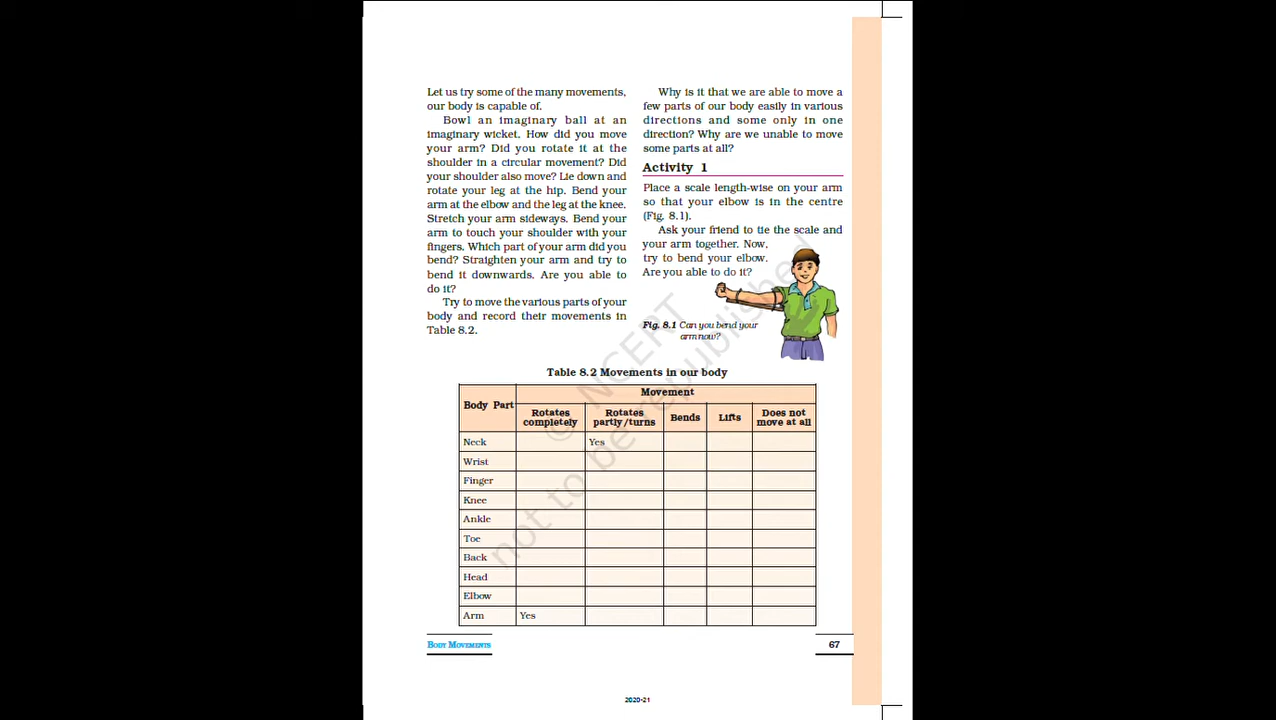 Let us try some of the many movements,
our body is capable of.
Bowl an imaginary ball at an
imaginary wicket. How did you move
your arm? Did you rotate it at the
shoulder in a circular movement? Did
your shoulder also move? Lie down and
rotate your leg at the hip. Bend your
arm at the elbow and the leg at the knee.
Stretch your arm sideways. Bend your
arm to touch your shoulder with your
fingers. Which part of your arm did you
bend? Straighten your arm and try to
bend it downwards. Are you able to
do it?
Try to move the various parts of your
body and record their movements in
Table 8.2.
Why is it that we are able to move a
few parts of our body easily in various
directions and some only in one
direction? Why are we unable to move
some parts at all?
Activity 1
Place a scale length-wise on your arm
so that your elbow is in the centre
(Fig. 8.1).
Ask your friend to tie the scale and
your arm together. Now,
try to bend your elbow.
Are you able to do it?
Fig. 8.1 Can you bend your
arm now?
Table 8.2 Movements in our body
Body Part
Movement
Rotates completely
Rotates partly/turns
Bends
Lifts
Does not move at all
Neck Yes
Wrist
Finger
Knee
Ankle
Toe
Back
Head
Elbow
Arm Yes
© NCERT
not to be republished
BODY MOVEMENTS
67
2020-21